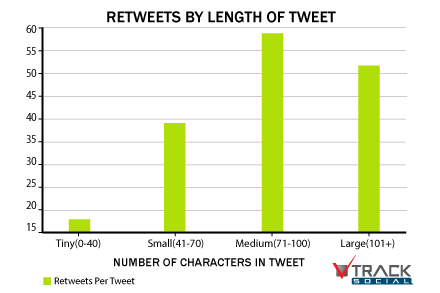 RETWEETS BY LENGTH OF TWEET
60
55
50
45
40
35
30
25
20
15
Tiny(0-40) Small(41-70) Medium(71-100) Large(101+)
NUMBER OF CHARACTERS IN TWEET
Retweets Per Tweet
TRACK
SOCIAL